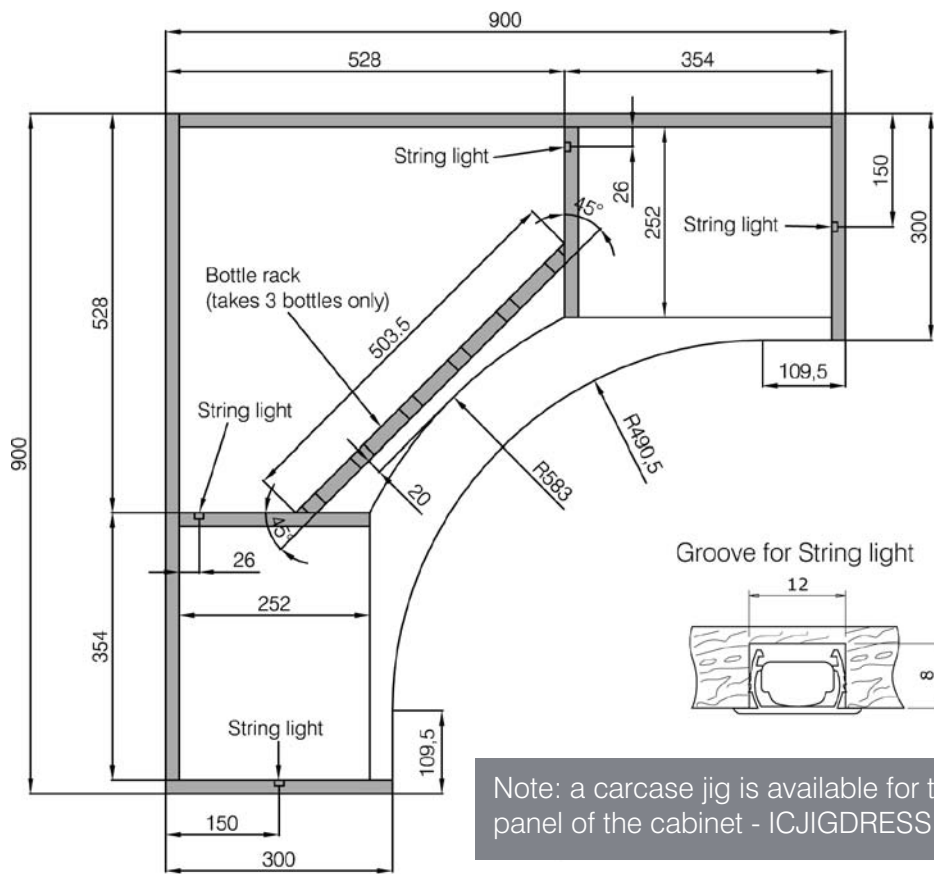 900
528
354
String light
45°
26
252
150
300
String light
Bottle rack
(takes 3 bottles only)
503.5
528
109,5
900
String light
R490,5
R583
20
45°
26
Groove for String light
12
252
8
354
String light
109,5
Note: a carcase jig is available for
panel of the cabinet - ICJIGDRESS
150
300